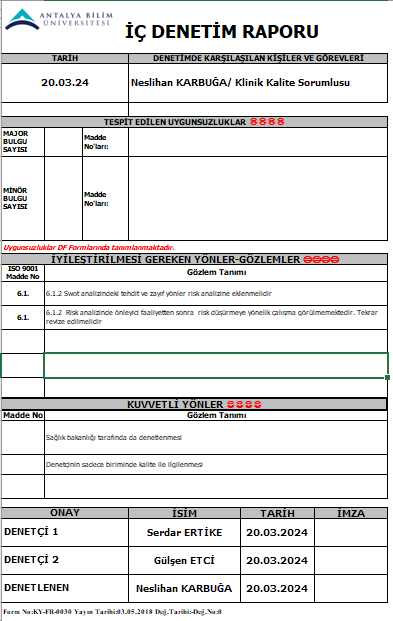 ANTALYA BİLİM
ÜNİVERSİTESİ
İÇ DENETİM RAPORU
TARİH
DENETİMDE KARŞILAŞILAN KİŞİLER VE GÖREVLERİ
20.03.24
Neslihan KARBUĞA/ Klinik Kalite Sorumlusu
TESPİT EDİLEN UYGUNSUZLUKLAR
MAJOR
BULGU
SAYISI
Madde
No'ları:
MİNÖR
BULGU
SAYISI
Madde
No'ları:
Uygunsuzluklar DF Formlarında tanımlanmaktadır.
İYİLEŞTİRİLMESİ GEREKEN YÖNLER-GÖZLEMLER
ISO 9001
Madde No
Gözlem Tanımı
6.1.
6.1.2 Swot analizindeki tehdit ve zayıf yönler risk analizine eklenmelidir
6.1.
6.1.2 Risk analizinde önleyici faaliyetten sonra risk düşürmeye yönelik çalışma görülmemektedir. Tekrar
revize edilmelidir
KUVVETLİ YÖNLER
Madde No
Gözlem Tanımı
Sağlık bakanlığı tarafında da denetlenmesi
Denetçinin sadece biriminde kalite ile ilgilenmesi
ONAY
İSİM
TARİH
İMZA
DENETÇİ 1
Serdar ERTİKE
20.03.2024
DENETÇİ 2
Gülşen ETCİ
20.03.2024
DENETLENEN
Neslihan KARBUĞA
20.03.2024
Form No:KY-FR-0030 Yayın Tarihi:03.05.2018 Değ.Tarihi:-Değ.No:0